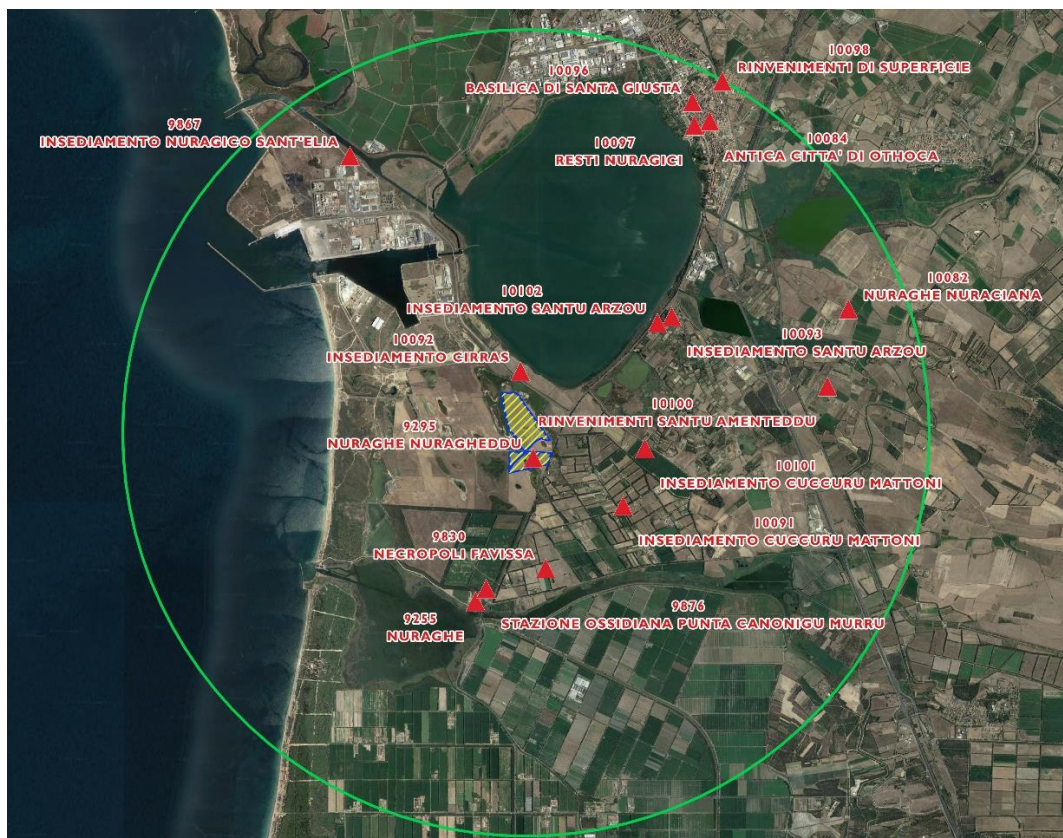 10098
RINVENIMENTI DI SUPERFICIE
10096
BASILICA DI SANTA GIUSTA
9867
INSEDIAMENTO NURAGICO SANT'ELIA
10097
RESTI NURAGICI
10084
ANTICA CITTA' DI OTHOCA
10082
NURAGHE NURACIANA
10102
INSEDIAMENTO SANTU ARZOU
10093
INSEDIAMENTO SANTU ARZOU
10092
INSEDIAMENTO CIRRAS
10100
RINVENIMENTI SANTU AMENTEDDU
9295
NURAGHE NURAGHEDDU
10101
INSEDIAMENTO CUCCURU MATTONI
10091
INSEDIAMENTO CUCCURU MATTONI
9830
NECROPOLI FAVISSA
9255
NURAGHE
9876
STAZIONE OSSIDIANA PUNTA CANONIGU MURRU